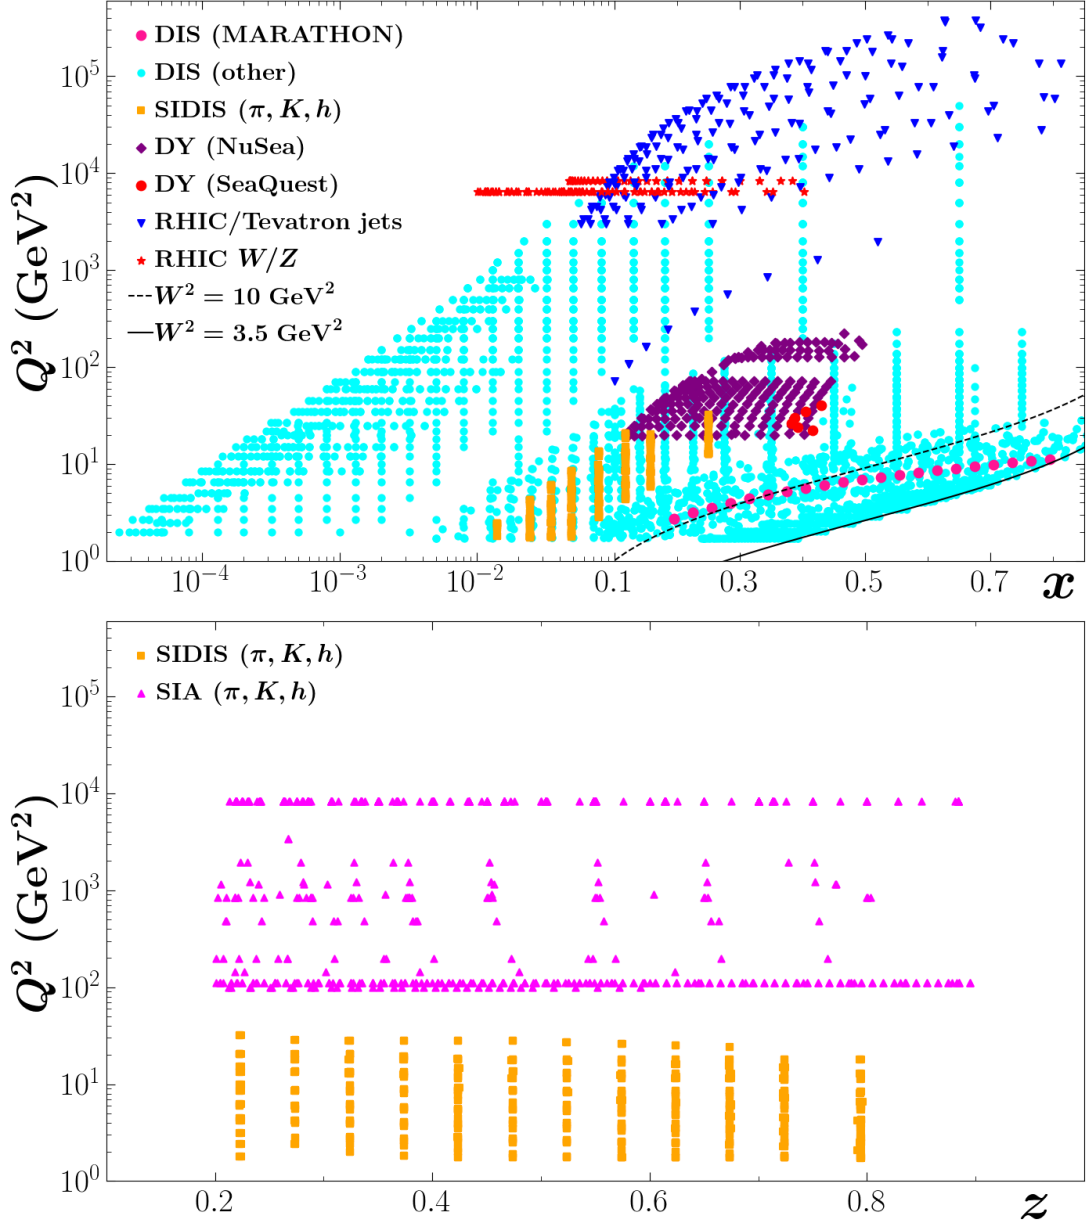 DIS (MARATHON)
DIS (other)
SIDIS (π, K, h)
DY (NuSea)
DY (SeaQuest)
RHIC/Tevatron jets
RHIC W/Z
W² = 10 GeV²
W² = 3.5 GeV²
Q² (GeV²)
10⁵
10⁴
10³
10²
10¹
10⁰
10⁻⁴ 10⁻³ 10⁻² 0.1 0.3 0.5 0.7 x
SIDIS (π, K, h)
SIA (π, K, h)
Q² (GeV²)
10⁵
10⁴
10³
10²
10¹
10⁰
0.2 0.4 0.6 0.8 z